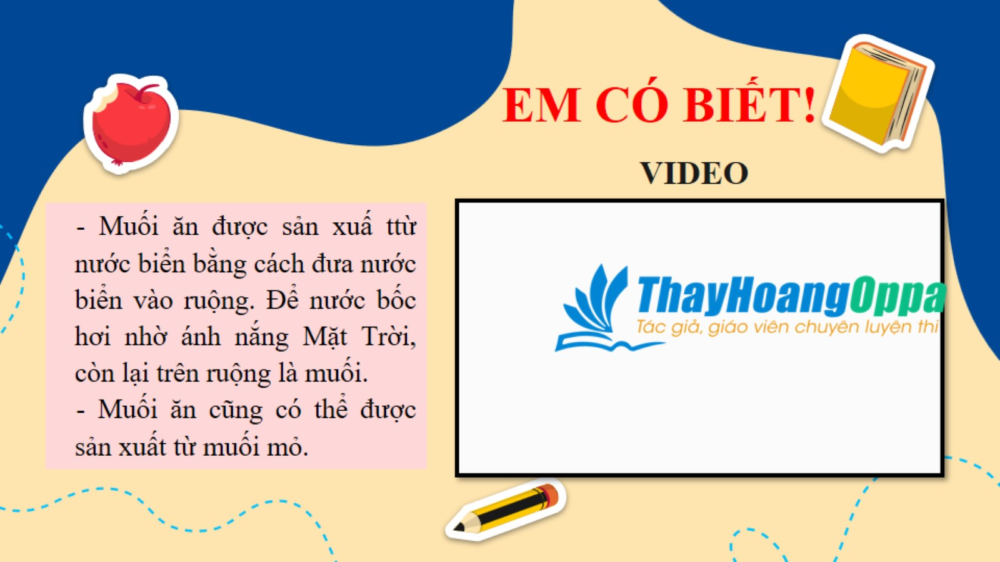 EM CÓ BIẾT!
VIDEO
- Muối ăn được sản xuấ ttừ
nước biển bằng cách đưa nước
biển vào ruộng. Để nước bốc
hơi nhờ ánh nắng Mặt Trời,
còn lại trên ruộng là muối.
- Muối ăn cũng có thể được
sản xuất từ muối mỏ.
ThayHoangOppa
Tác giả, giáo viên chuyên luyện thi